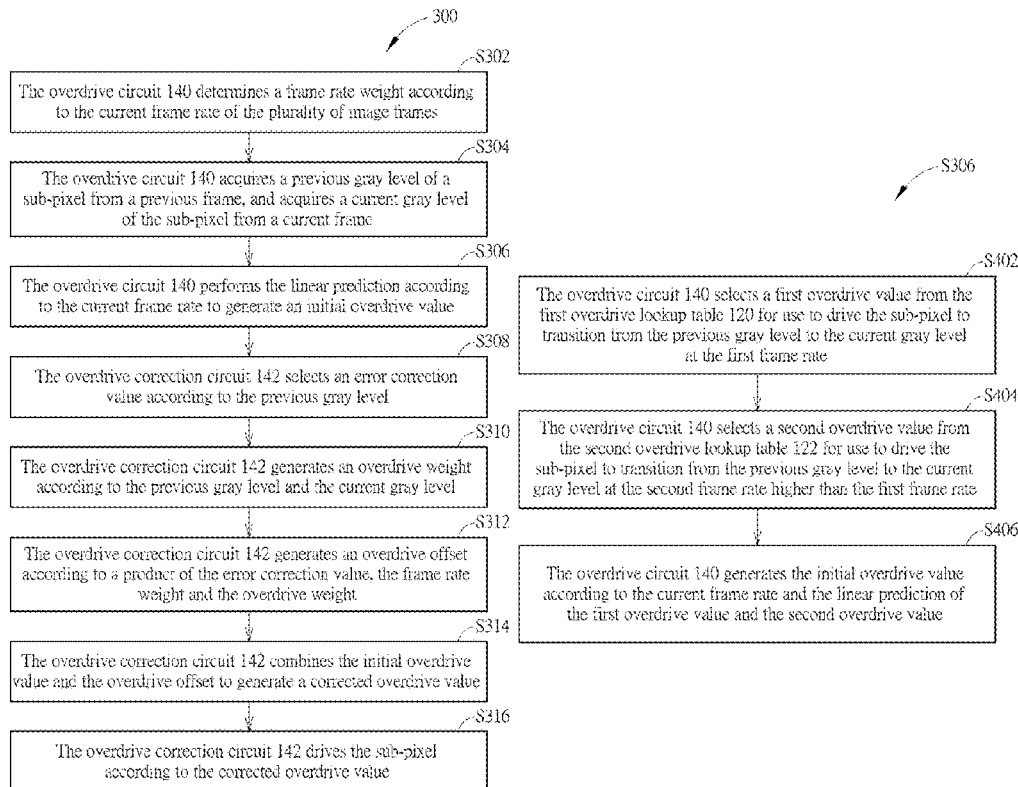 300
S302
The overdrive circuit 140 determines a frame rate weight according
to the current frame rate of the plurality of image frames
S304
The overdrive circuit 140 acquires a previous gray level of a
sub-pixel from a previous frame, and acquires a current gray level
of the sub-pixel from a current frame
S306
The overdrive circuit 140 performs the linear prediction according
to the current frame rate to generate an initial overdrive value
S308
The overdrive correction circuit 142 selects an error correction
value according to the previous gray level
S310
The overdrive correction circuit 142 generates an overdrive weight
according to the previous gray level and the current gray level
S312
The overdrive correction circuit 142 generates an overdrive offset
according to a product of the error correction value, the frame rate
weight and the overdrive weight
S314
The overdrive correction circuit 142 combines the initial overdrive
value and the overdrive offset to generate a corrected overdrive value
S316
The overdrive correction circuit 142 drives the sub-pixel
according to the corrected overdrive value
S306
S402
The overdrive circuit 140 selects a first overdrive value from the
first overdrive lookup table 120 for use to drive the sub-pixel to
transition from the previous gray level to the current gray level
at the first frame rate
S404
The overdrive circuit 140 selects a second overdrive value from
the second overdrive lookup table 122 for use to drive the
sub-pixel to transition from the previous gray level to the current
gray level at the second frame rate higher than the first frame rate
S406
The overdrive circuit 140 generates the initial overdrive value
according to the current frame rate and the linear prediction of
the first overdrive value and the second overdrive value